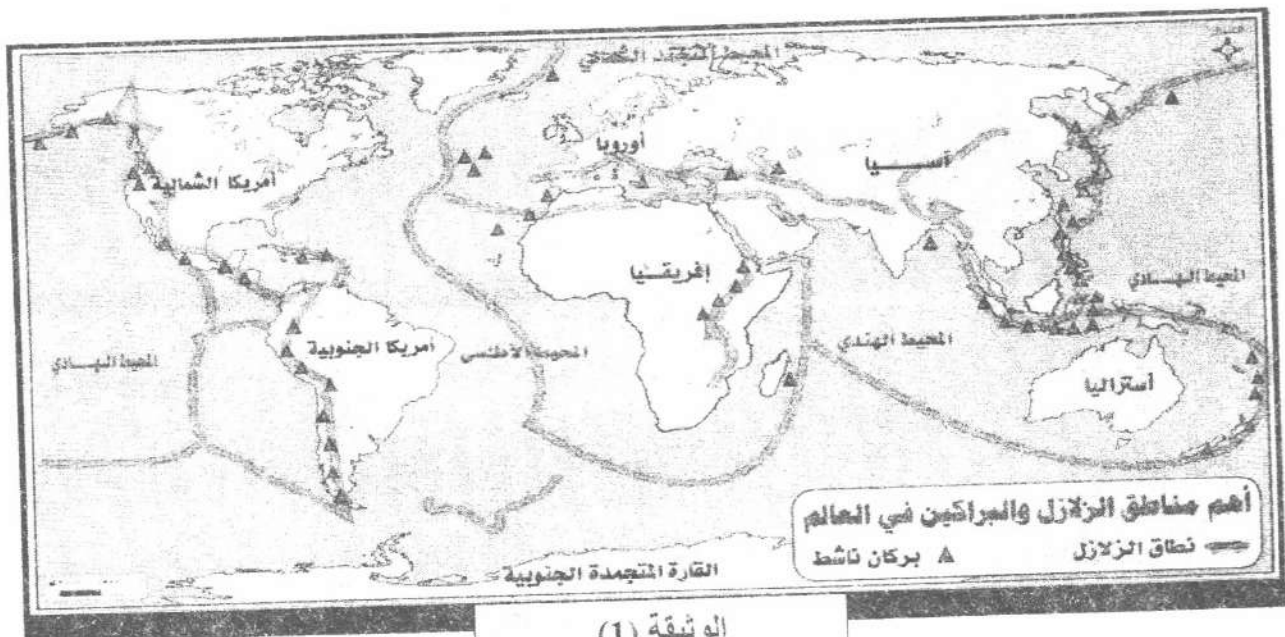 المحيط المتجمد الشمالي
أوروبا
آسيا
أمريكا الشمالية
إفريقيا
المحيط الهادي
المحيط الهندي
المحيط الأطلسي
أمريكا الجنوبية
المحيط الهادي
أستراليا
أهم مناطق الزلازل والبراكين في العالم
نطاق الزلازل
بركان ناشط
القارة المتجمدة الجنوبية
الوثيقة (1)